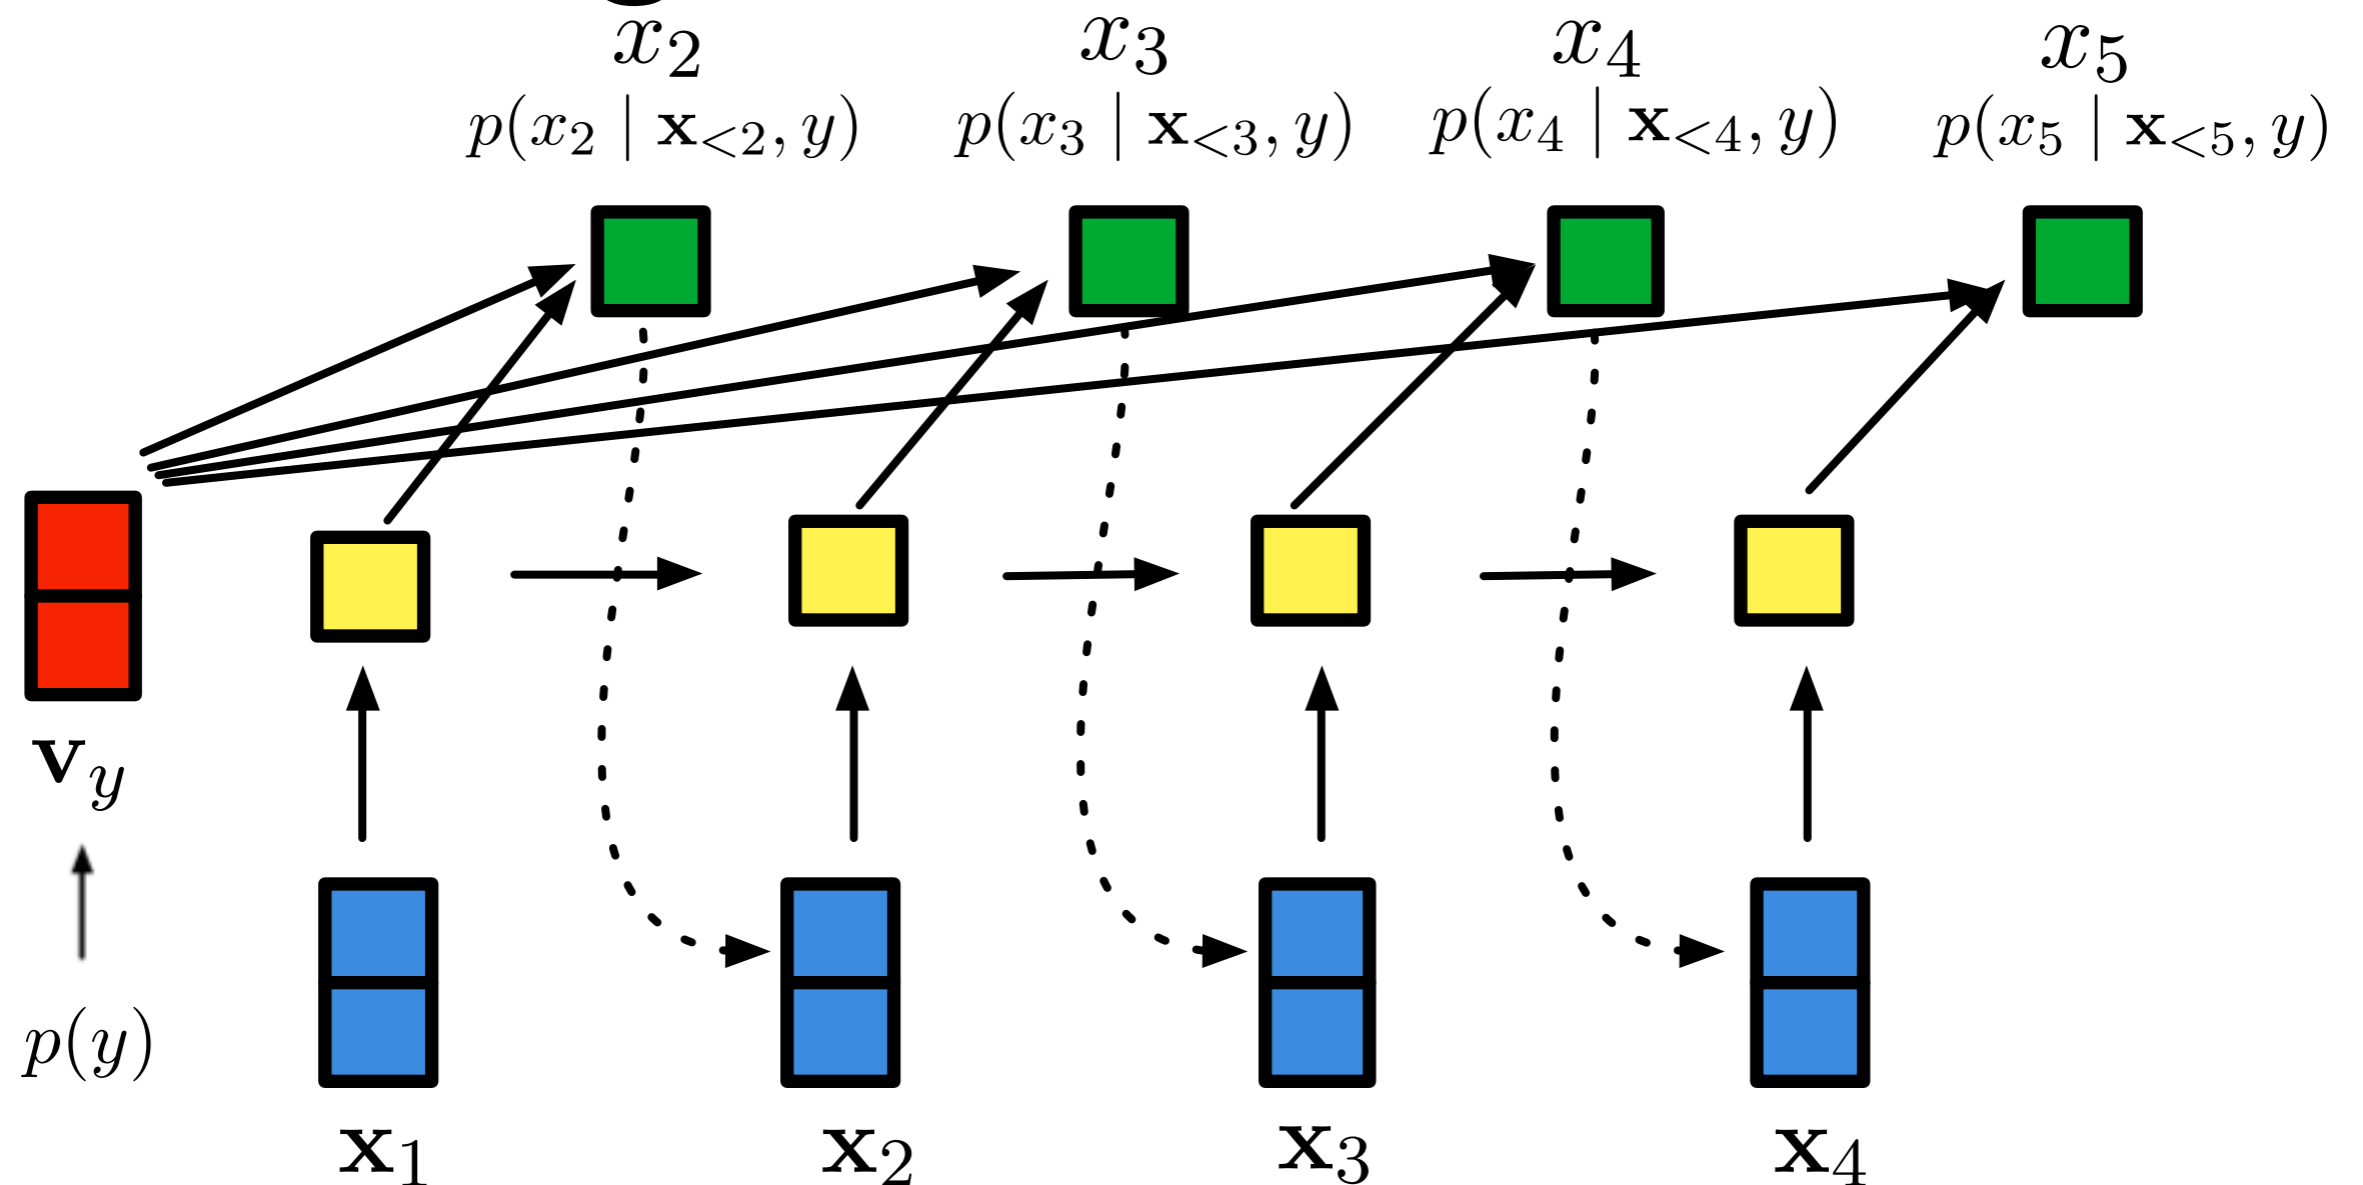 x₂ x₃ x₄ x₅
p(x₂ | 𝐱<₂, y) p(x₃ | 𝐱<₃, y) p(x₄ | 𝐱<₄, y) p(x₅ | 𝐱<₅, y)
𝐯y
p(y)
𝐱₁ 𝐱₂ 𝐱₃ 𝐱₄